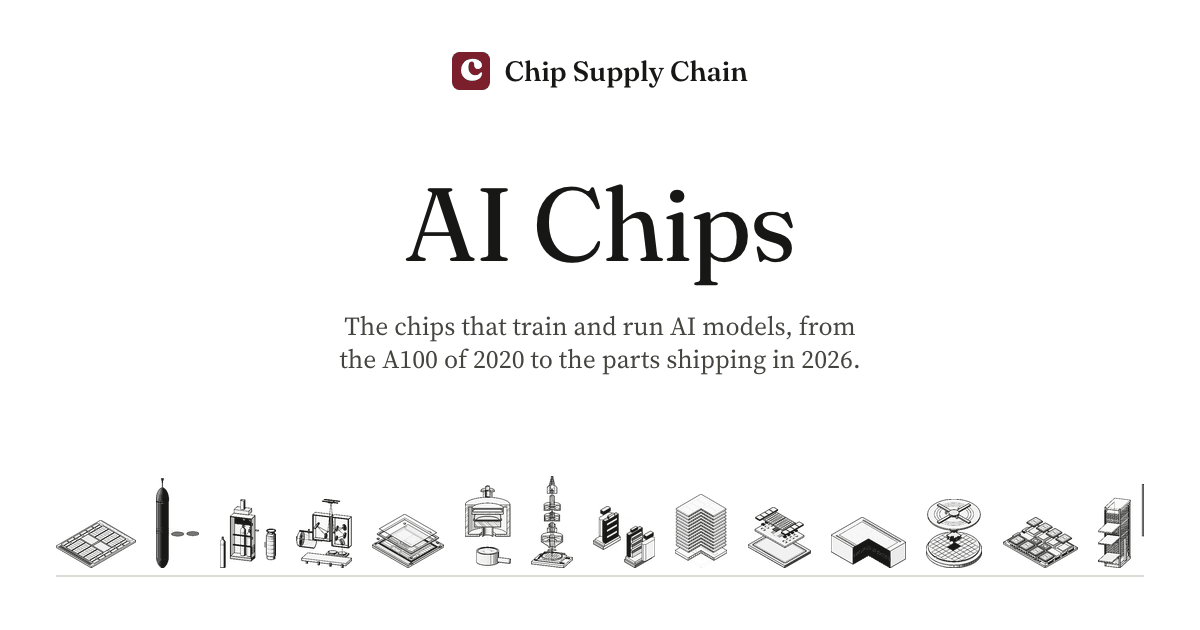 Chip Supply Chain
AI Chips
The chips that train and run AI models, from
the A100 of 2020 to the parts shipping in 2026.